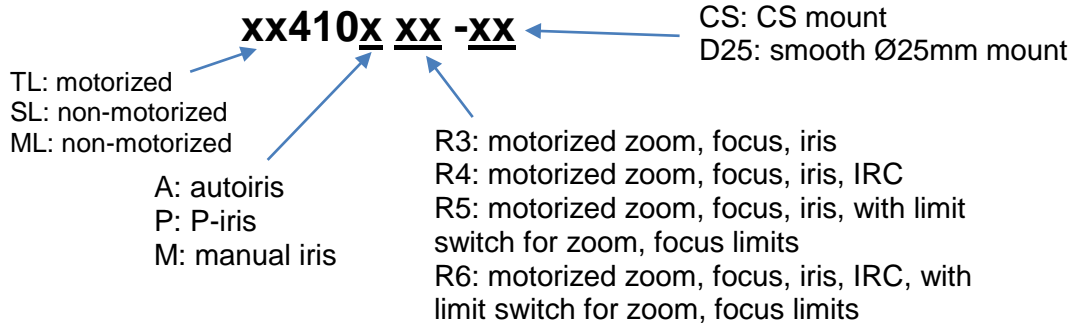 xx410x xx -xx
CS: CS mount
D25: smooth Ø25mm mount
TL: motorized
SL: non-motorized
ML: non-motorized
A: autoiris
P: P-iris
M: manual iris
R3: motorized zoom, focus, iris
R4: motorized zoom, focus, iris, IRC
R5: motorized zoom, focus, iris, with limit
switch for zoom, focus limits
R6: motorized zoom, focus, iris, IRC, with
limit switch for zoom, focus limits